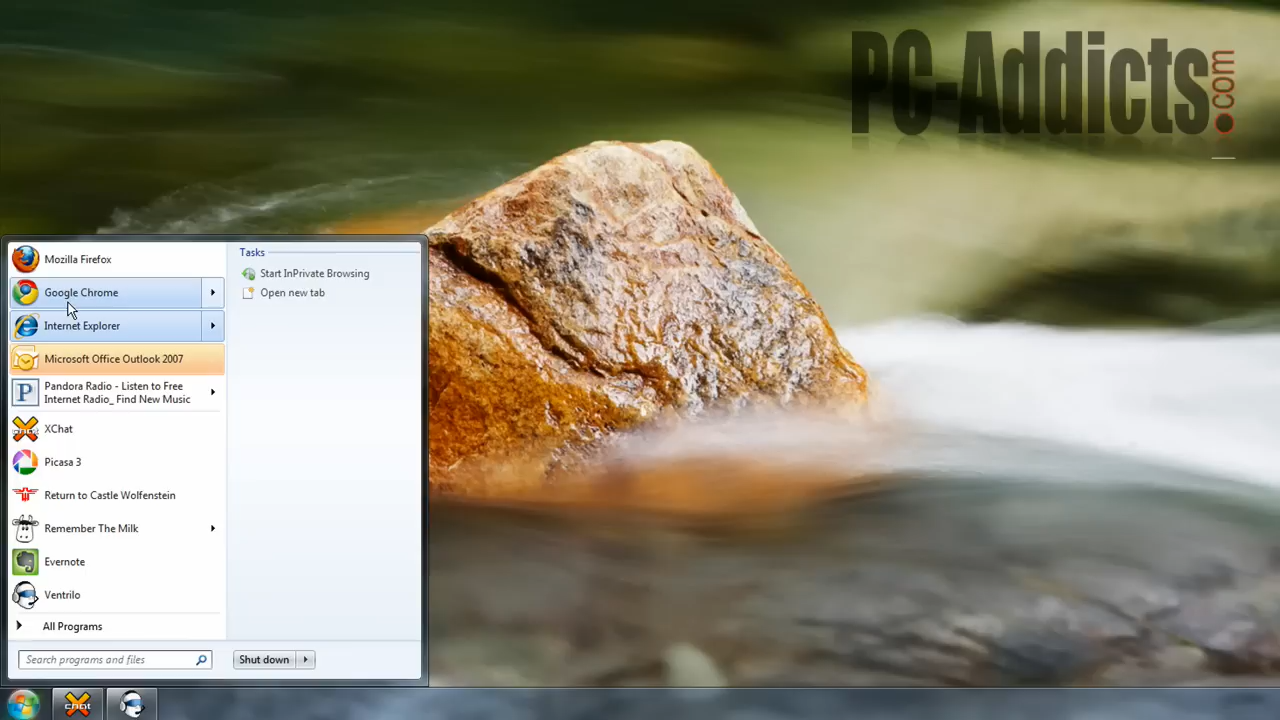 PC-Addicts.com
Mozilla Firefox
Google Chrome
Internet Explorer
Microsoft Office Outlook 2007
Pandora Radio - Listen to Free
Internet Radio_ Find New Music
XChat
Picasa 3
Return to Castle Wolfenstein
Remember The Milk
Evernote
Ventrilo
All Programs
Search programs and files
Shut down
Tasks
Start InPrivate Browsing
Open new tab